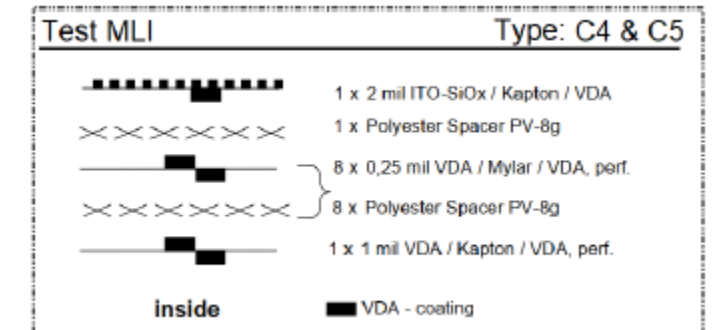 Test MLI Type: C4 & C5
1 x 2 mil ITO-SiOx / Kapton / VDA
1 x Polyester Spacer PV-8g
8 x 0,25 mil VDA / Mylar / VDA, perf.
8 x Polyester Spacer PV-8g
1 x 1 mil VDA / Kapton / VDA, perf.
inside VDA - coating